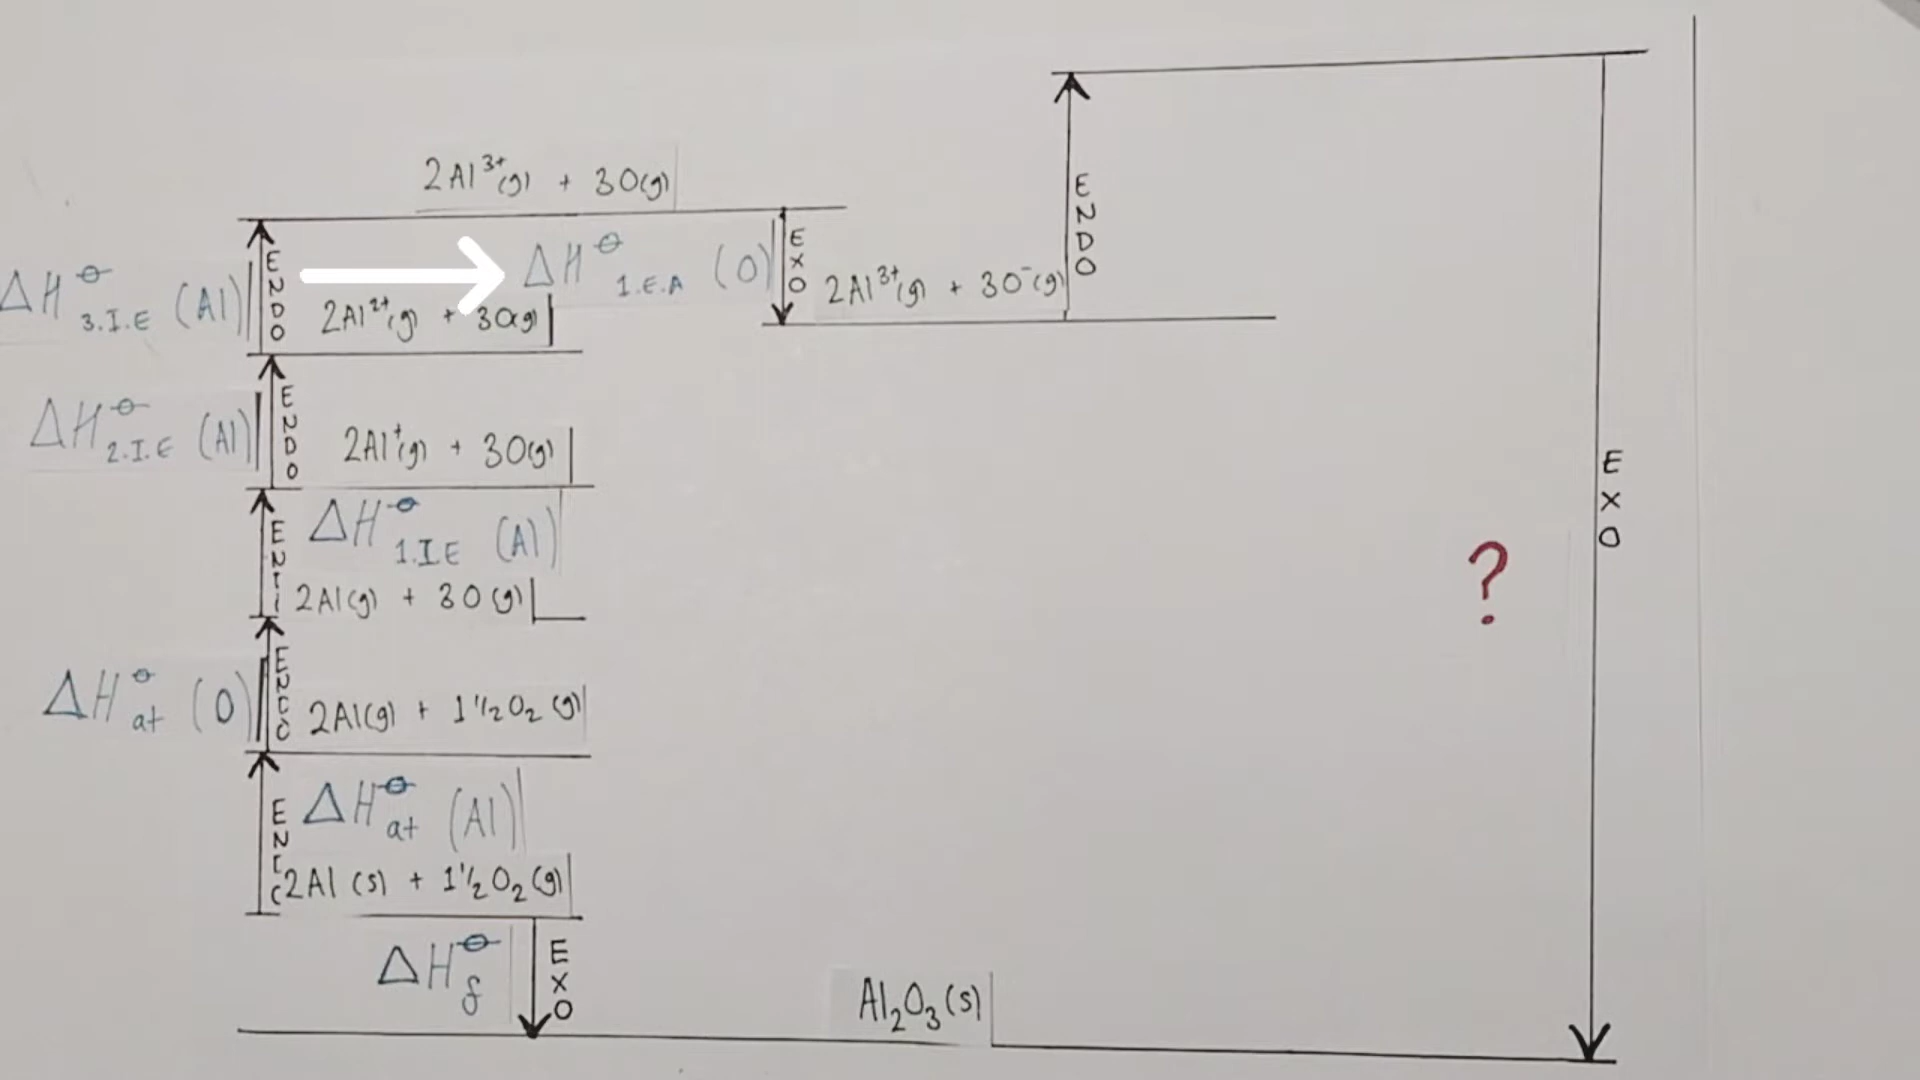 2Al³⁺(g) + 3O(g)
ENDO
ΔH⦵3.I.E (Al)
ENDO
ΔH⦵1.E.A (O)
EXO
2Al³⁺(g) + 3O⁻(g)
2Al²⁺(g) + 3O(g)
ΔH⦵2.I.E (Al)
ENDO
2Al⁺(g) + 3O(g)
EXO
ΔH⦵1.I.E (Al)
?
2Al(g) + 3O(g)
ΔH⦵at (O)
ENDO
2Al(g) + 1½O₂(g)
ΔH⦵at (Al)
2Al(s) + 1½O₂(g)
ΔH⦵f
EXO
Al₂O₃(s)